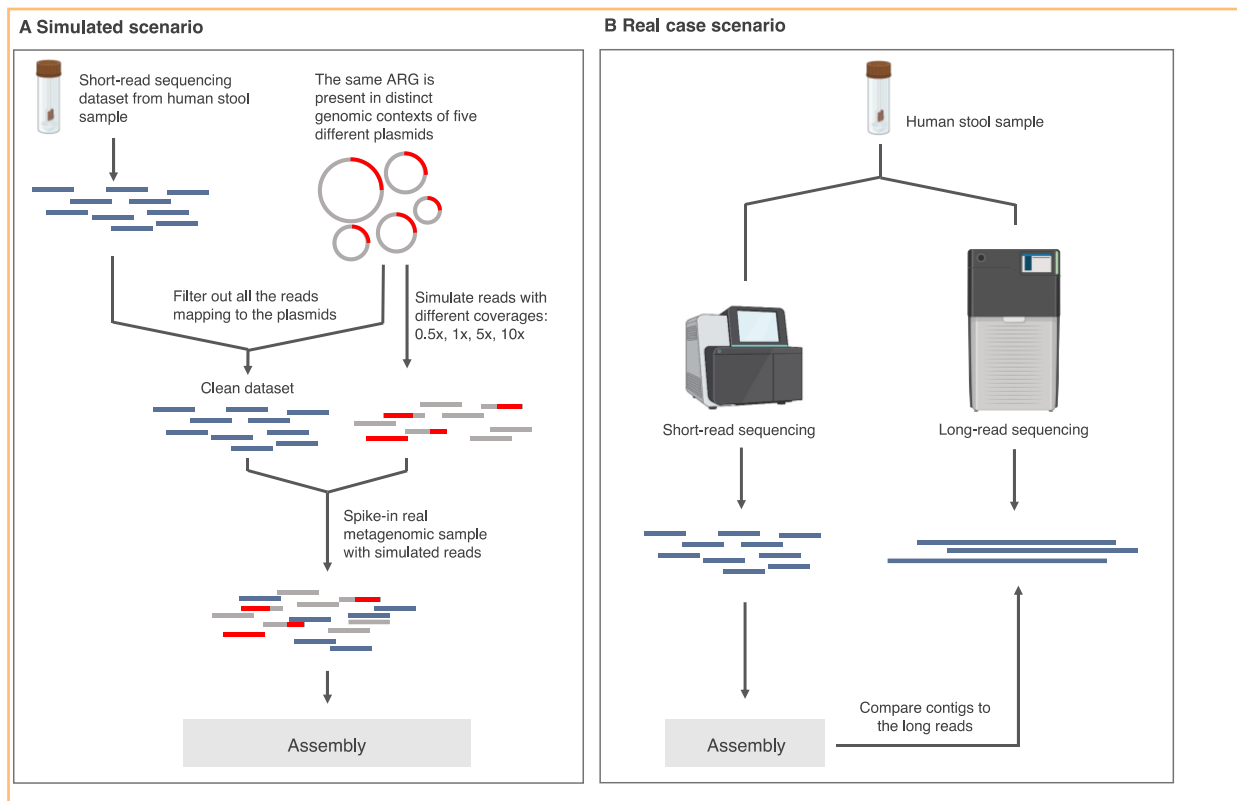 A Simulated scenario
Short-read sequencing
dataset from human stool
sample
The same ARG is
present in distinct
genomic contexts of five
different plasmids
Filter out all the reads
mapping to the plasmids
Simulate reads with
different coverages:
0.5x, 1x, 5x, 10x
Clean dataset
Spike-in real
metagenomic sample
with simulated reads
Assembly
B Real case scenario
Human stool sample
Short-read sequencing
Long-read sequencing
Compare contigs to
the long reads
Assembly